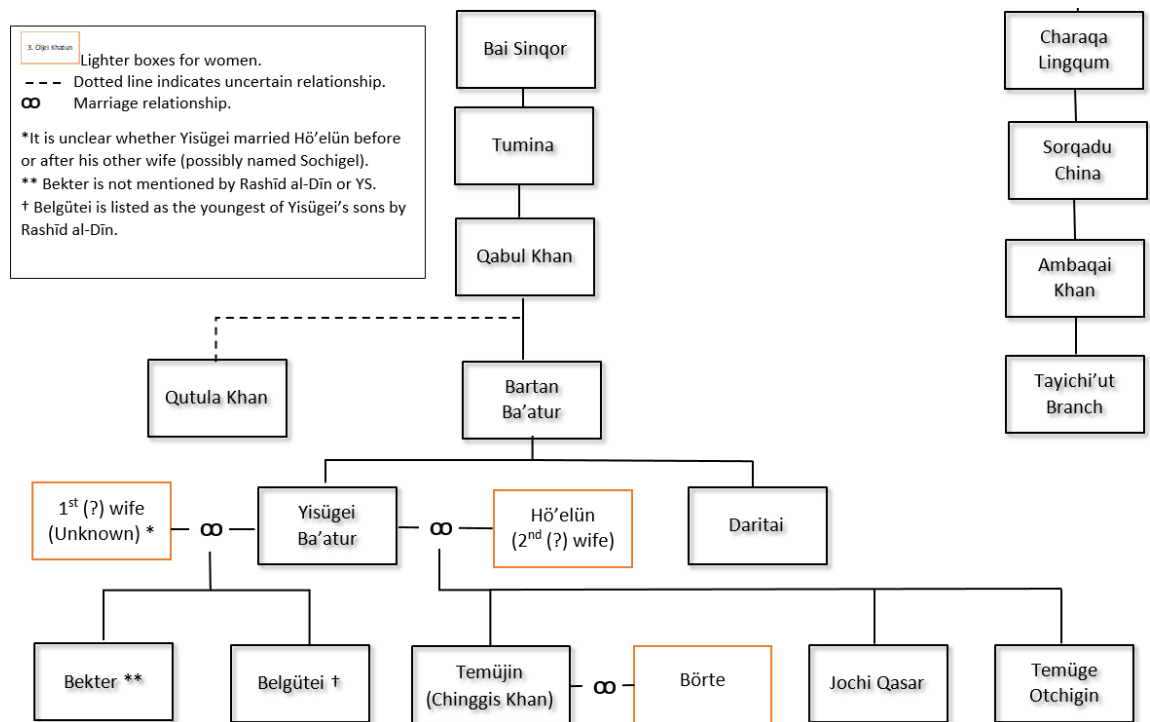 3. Öljei Khatun
Lighter boxes for women.
Dotted line indicates uncertain relationship.
ꝏ Marriage relationship.
*It is unclear whether Yisügei married Hö’elün before
or after his other wife (possibly named Sochigel).
** Bekter is not mentioned by Rashīd al-Dīn or YS.
† Belgütei is listed as the youngest of Yisügei’s sons by
Rashīd al-Dīn.
Bai Sinqor
Tumina
Qabul Khan
Charaqa
Lingqum
Sorqadu
China
Ambaqai
Khan
Tayichi’ut
Branch
Qutula Khan
Bartan
Ba’atur
1st (?) wife
(Unknown) *
ꝏ
Yisügei
Ba’atur
ꝏ
Hö’elün
(2nd (?) wife)
Daritai
Bekter **
Belgütei †
Temüjin
(Chinggis Khan)
ꝏ
Börte
Jochi Qasar
Temüge
Otchigin